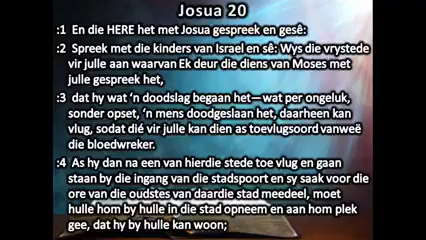 Josua 20
:1 En die HERE het met Josua gespreek en gesê:
:2 Spreek met die kinders van Israel en sê: Wys die vrystede
vir julle aan waarvan Ek deur die diens van Moses met
julle gespreek het,
:3 dat hy wat ‘n doodslag begaan het—wat per ongeluk,
sonder opset, ‘n mens doodgeslaan het, daarheen kan
vlug, sodat dié vir julle kan dien as toevlugsoord vanweë
die bloedwreker.
:4 As hy dan na een van hierdie stede toe vlug en gaan
staan by die ingang van die stadspoort en sy saak voor die
ore van die oudstes van daardie stad meedeel, moet
hulle hom by hulle in die stad opneem en aan hom plek
gee, dat hy by hulle kan woon;